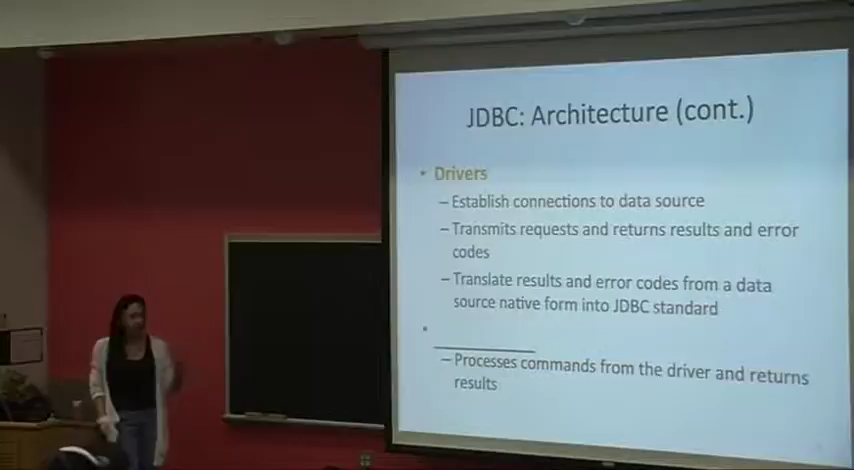 JDBC: Architecture (cont.)
• Drivers
– Establish connections to data source
– Transmits requests and returns results and error
codes
– Translate results and error codes from a data
source native form into JDBC standard
• ___________
– Processes commands from the driver and returns
results